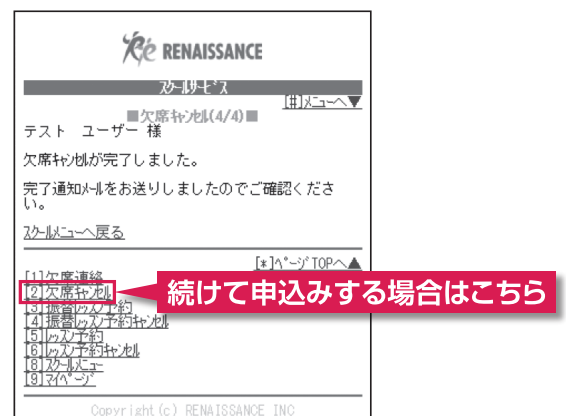 Ré RENAISSANCE
ｽｸｰﾙｻｰﾋﾞｽ
[#]ﾒﾆｭｰへ▼
■欠席ｷｬﾝｾﾙ(4/4)■
テスト ユーザー 様
欠席ｷｬﾝｾﾙが完了しました。
完了通知ﾒｰﾙをお送りしましたのでご確認くださ
い。
ｽｸｰﾙﾒﾆｭｰへ戻る
[*]ﾍﾟｰｼﾞTOPへ▲
[1]欠席連絡
[2]欠席ｷｬﾝｾﾙ
続けて申込みする場合はこちら
[3]振替ﾚｯｽﾝ予約
[4]振替ﾚｯｽﾝ予約ｷｬﾝｾﾙ
[5]ﾚｯｽﾝ予約
[6]ﾚｯｽﾝ予約ｷｬﾝｾﾙ
[8]ｽｸｰﾙﾒﾆｭｰ
[9]ﾏｲﾍﾟｰｼﾞ
Copyright(c) RENAISSANCE INC